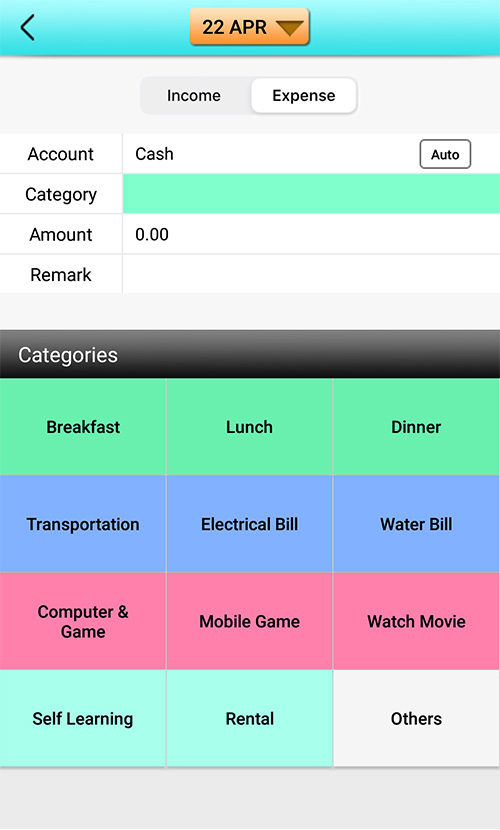 22 APR
Income Expense
Account Cash Auto
Category
Amount 0.00
Remark
Categories
Breakfast Lunch Dinner
Transportation Electrical Bill Water Bill
Computer &
Game
Mobile Game Watch Movie
Self Learning Rental Others